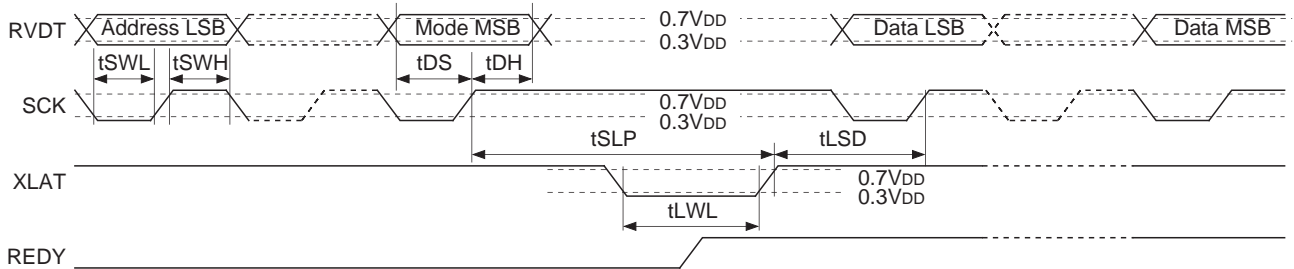 RVDT Address LSB Mode MSB 0.7VDD Data LSB Data MSB
0.3VDD
tSWL tSWH tDS tDH
SCK 0.7VDD
0.3VDD
tSLP tLSD
XLAT 0.7VDD
0.3VDD
tLWL
REDY